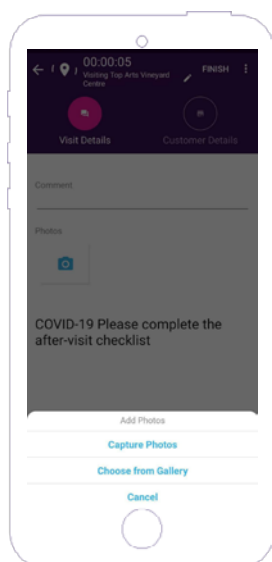 00:00:05
Visiting Top Arts Vineyard
Centre
FINISH
Visit Details
Customer Details
Comment
Photos
COVID-19 Please complete the
after-visit checklist
Add Photos
Capture Photos
Choose from Gallery
Cancel